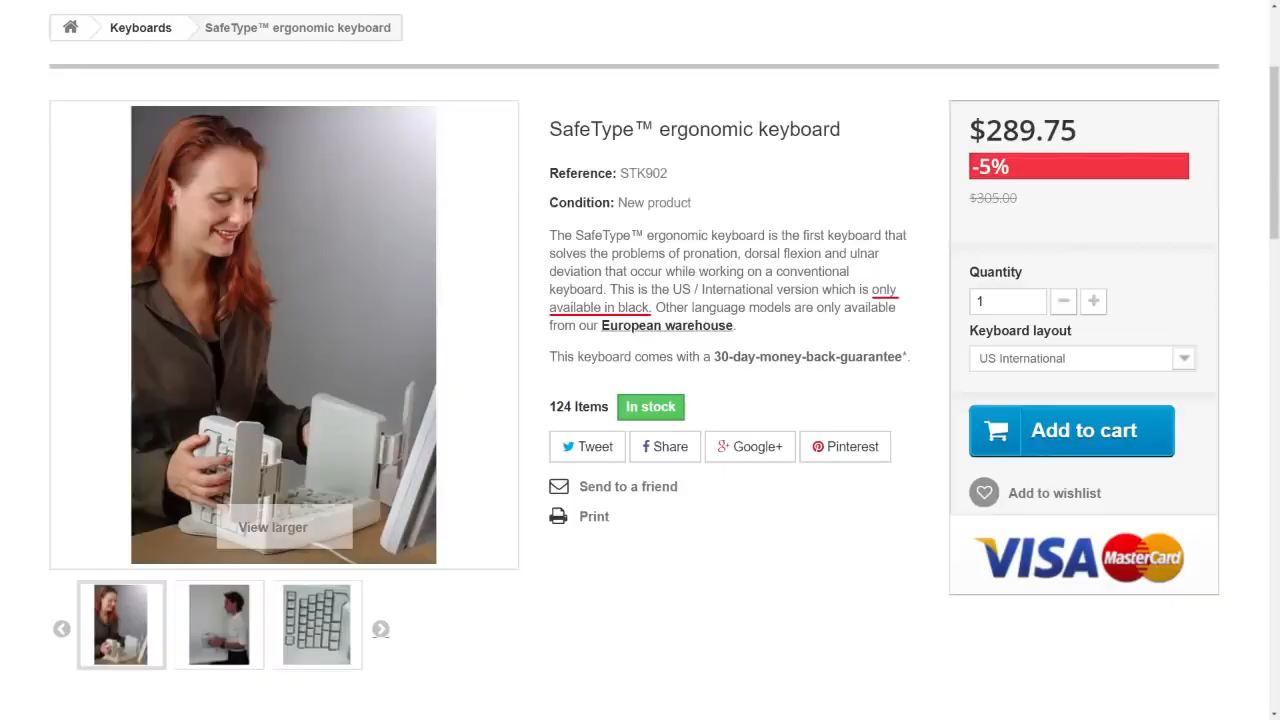 Keyboards
SafeType™ ergonomic keyboard
SafeType™ ergonomic keyboard
Reference: STK902
Condition: New product
The SafeType™ ergonomic keyboard is the first keyboard that
solves the problems of pronation, dorsal flexion and ulnar
deviation that occur while working on a conventional
keyboard. This is the US / International version which is only
available in black. Other language models are only available
from our European warehouse.
This keyboard comes with a 30-day-money-back-guarantee*.
124 Items In stock
Tweet Share Google+ Pinterest
Send to a friend
Print
View larger
$289.75
-5%
$305.00
Quantity
1
Keyboard layout
US International
Add to cart
Add to wishlist
VISA MasterCard